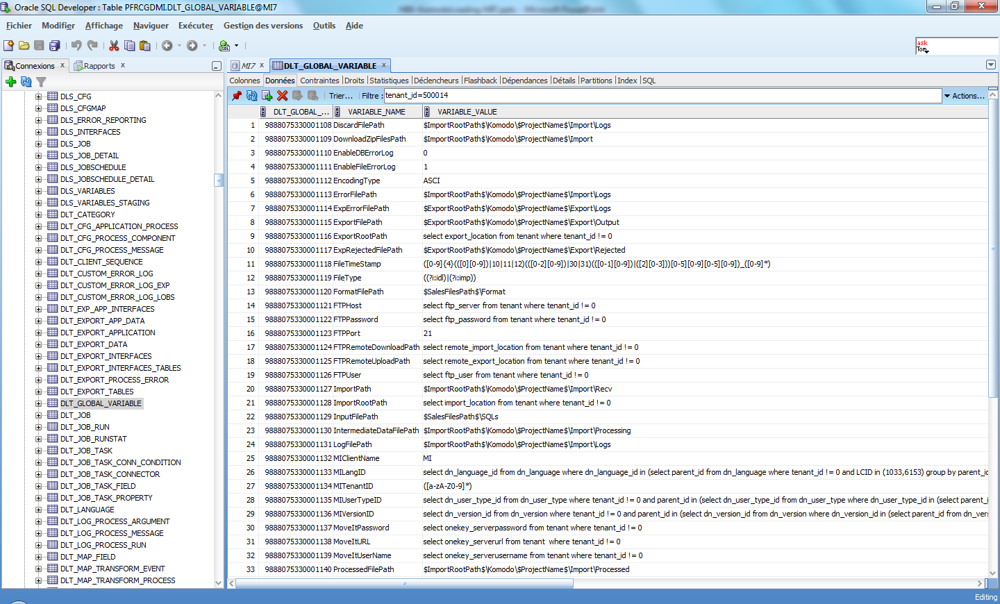 Oracle SQL Developer : Table PFRCGDMI.DLT_GLOBAL_VARIABLE@MI7
Fichier Modifier Affichage Naviguer Exécuter Gestion des versions Outils Aide
SQL
ask
Tom
Connexions x Rapports x
MI7 x DLT_GLOBAL_VARIABLE x
Colonnes Données Contraintes Droits Statistiques Déclencheurs Flashback Dépendances Détails Partitions Index SQL
Trier... Filtre : tenant_id=500014 Actions...
DLS_CFG
DLS_CFGMAP
DLS_ERROR_REPORTING
DLS_INTERFACES
DLS_JOB
DLS_JOB_DETAIL
DLS_JOBSCHEDULE
DLS_JOBSCHEDULE_DETAIL
DLS_VARIABLES
DLS_VARIABLES_STAGING
DLT_CATEGORY
DLT_CFG_APPLICATION_PROCESS
DLT_CFG_PROCESS_COMPONENT
DLT_CFG_PROCESS_MESSAGE
DLT_CLIENT_SEQUENCE
DLT_CUSTOM_ERROR_LOG
DLT_CUSTOM_ERROR_LOG_EXP
DLT_CUSTOM_ERROR_LOG_LOBS
DLT_EXP_APP_INTERFACES
DLT_EXPORT_APP_DATA
DLT_EXPORT_APPLICATION
DLT_EXPORT_DATA
DLT_EXPORT_INTERFACES
DLT_EXPORT_INTERFACES_TABLES
DLT_EXPORT_PROCESS_ERROR
DLT_EXPORT_TABLES
DLT_GLOBAL_VARIABLE
DLT_JOB
DLT_JOB_RUN
DLT_JOB_RUNSTAT
DLT_JOB_TASK
DLT_JOB_TASK_CONN_CONDITION
DLT_JOB_TASK_CONNECTOR
DLT_JOB_TASK_FIELD
DLT_JOB_TASK_PROPERTY
DLT_LANGUAGE
DLT_LOG_PROCESS_ARGUMENT
DLT_LOG_PROCESS_MESSAGE
DLT_LOG_PROCESS_RUN
DLT_MAP_FIELD
DLT_MAP_TRANSFORM_EVENT
DLT_MAP_TRANSFORM_PROCESS
DLT_GLOBAL_... VARIABLE_NAME VARIABLE_VALUE
1 9888075330001108 DiscardFilePath $ImportRootPath$\Komodo\$ProjectName$\Import\Logs
2 9888075330001109 DownloadZipFilesPath $ImportRootPath$\Komodo\$ProjectName$\Import
3 9888075330001110 EnableDBErrorLog 0
4 9888075330001111 EnableFileErrorLog 1
5 9888075330001112 EncodingType ASCI
6 9888075330001113 ErrorFilePath $ImportRootPath$\Komodo\$ProjectName$\Import\Logs
7 9888075330001114 ExpErrorFilePath $ExportRootPath$\Komodo\$ProjectName$\Export\Logs
8 9888075330001115 ExportFilePath $ExportRootPath$\Komodo\$ProjectName$\Export\Output
9 9888075330001116 ExportRootPath select export_location from tenant where tenant_id != 0
10 9888075330001117 ExpRejectedFilePath $ExportRootPath$\Komodo\$ProjectName$\Export\Rejected
11 9888075330001118 FileTimeStamp ([0-9]{4}(([0][0-9])|10|11|12)(([0-2][0-9])|30|31)(([0-1][0-9])|([2][0-3]))[0-5][0-9][0-5][0-9])_([0-9]*)
12 9888075330001119 FileType ((?i:idl)|(?i:imp))
13 9888075330001120 FormatFilePath $SalesFilesPath$\Format
14 9888075330001121 FTPHost select ftp_server from tenant where tenant_id != 0
15 9888075330001122 FTPPassword select ftp_password from tenant where tenant_id != 0
16 9888075330001123 FTPPort 21
17 9888075330001124 FTPRemoteDownloadPath select remote_import_location from tenant where tenant_id != 0
18 9888075330001125 FTPRemoteUploadPath select remote_export_location from tenant where tenant_id != 0
19 9888075330001126 FTPUser select ftp_user from tenant where tenant_id != 0
20 9888075330001127 ImportPath $ImportRootPath$\Komodo\$ProjectName$\Import\Recv
21 9888075330001128 ImportRootPath select import_location from tenant where tenant_id != 0
22 9888075330001129 InputFilePath $SalesFilesPath$\SQLs
23 9888075330001130 IntermediateDataFilePath $ImportRootPath$\Komodo\$ProjectName$\Import\Processing
24 9888075330001131 LogFilePath $ImportRootPath$\Komodo\$ProjectName$\Import\Logs
25 9888075330001132 MIClientName MI
26 9888075330001133 MILangID select dn_language_id from dn_language where dn_language_id in (select parent_id from dn_language where tenant_id != 0 and LCID in (1033,6153) group by parent_id
27 9888075330001134 MITenantID ([a-zA-Z0-9]*)
28 9888075330001135 MIUserTypeID select dn_user_type_id from dn_user_type where tenant_id != 0 and parent_id in (select dn_user_type_id from dn_user_type where dn_user_type_id in (select parent_i
29 9888075330001136 MIVersionID select dn_version_id from dn_version where tenant_id != 0 and parent_id in (select dn_version_id from dn_version where dn_version_id in (select parent_id from dn_vers
30 9888075330001137 MoveItPassword select onekey_serverpassword from tenant where tenant_id != 0
31 9888075330001138 MoveItURL select onekey_serverurl from tenant where tenant_id != 0
32 9888075330001139 MoveItUserName select onekey_serverusername from tenant where tenant_id != 0
33 9888075330001140 ProcessedFilePath $ImportRootPath$\Komodo\$ProjectName$\Import\Processed
Editing